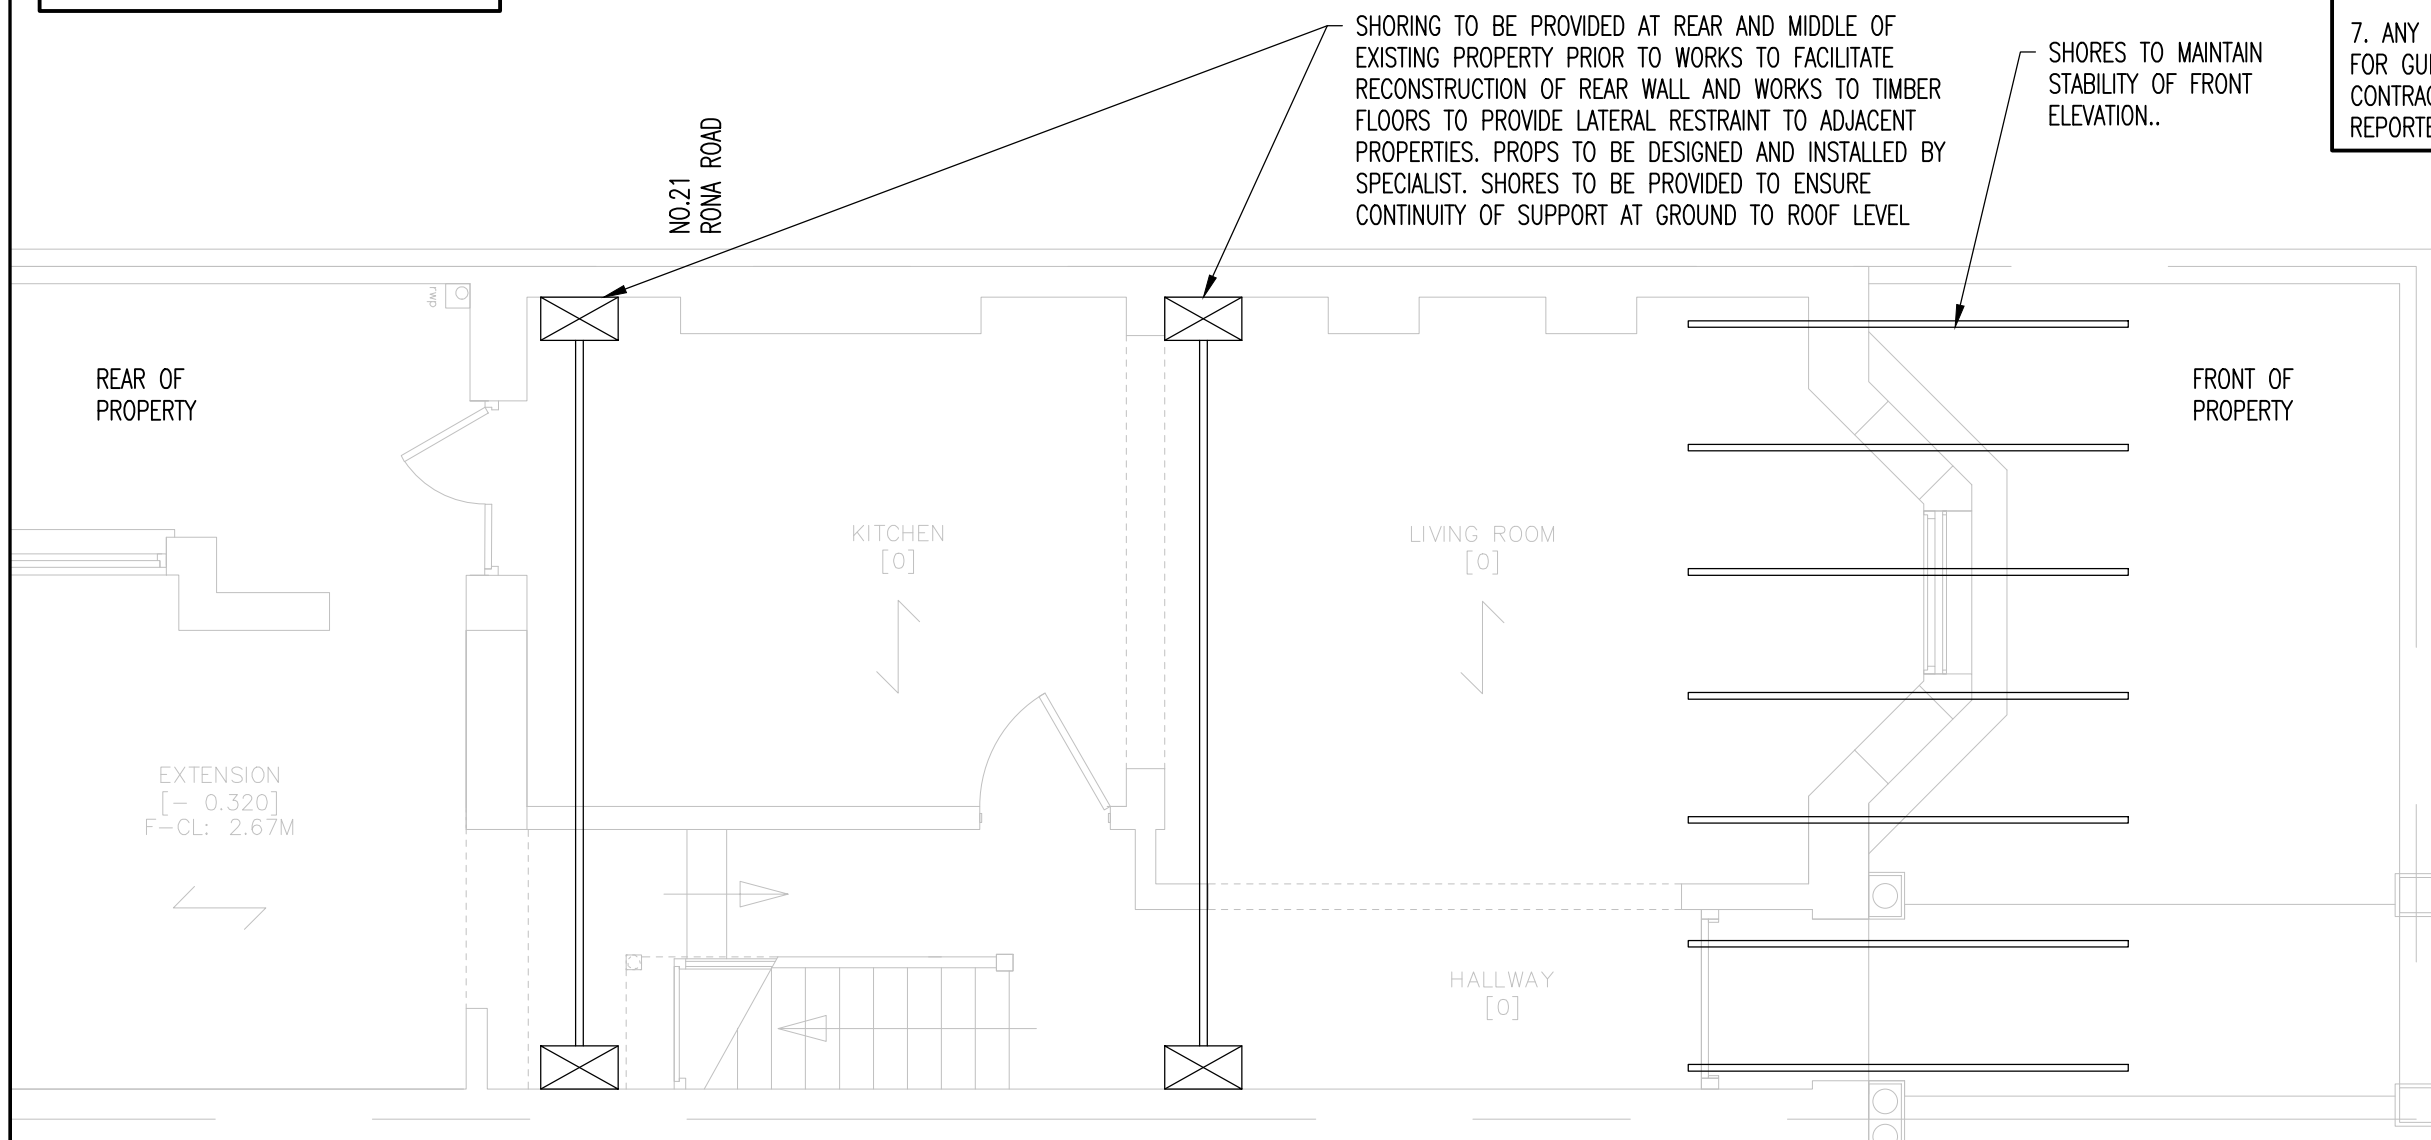 SHORING TO BE PROVIDED AT REAR AND MIDDLE OF
EXISTING PROPERTY PRIOR TO WORKS TO FACILITATE
RECONSTRUCTION OF REAR WALL AND WORKS TO TIMBER
FLOORS TO PROVIDE LATERAL RESTRAINT TO ADJACENT
PROPERTIES. PROPS TO BE DESIGNED AND INSTALLED BY
SPECIALIST. SHORES TO BE PROVIDED TO ENSURE
CONTINUITY OF SUPPORT AT GROUND TO ROOF LEVEL
SHORES TO MAINTAIN
STABILITY OF FRONT
ELEVATION..
7. ANY
FOR
NO.21
RONA ROAD
rwp
REAR OF
PROPERTY
FRONT OF
PROPERTY
KITCHEN
[0]
LIVING ROOM
[0]
EXTENSION
[- 0.320]
F-CL: 2.67M
HALLWAY
[0]